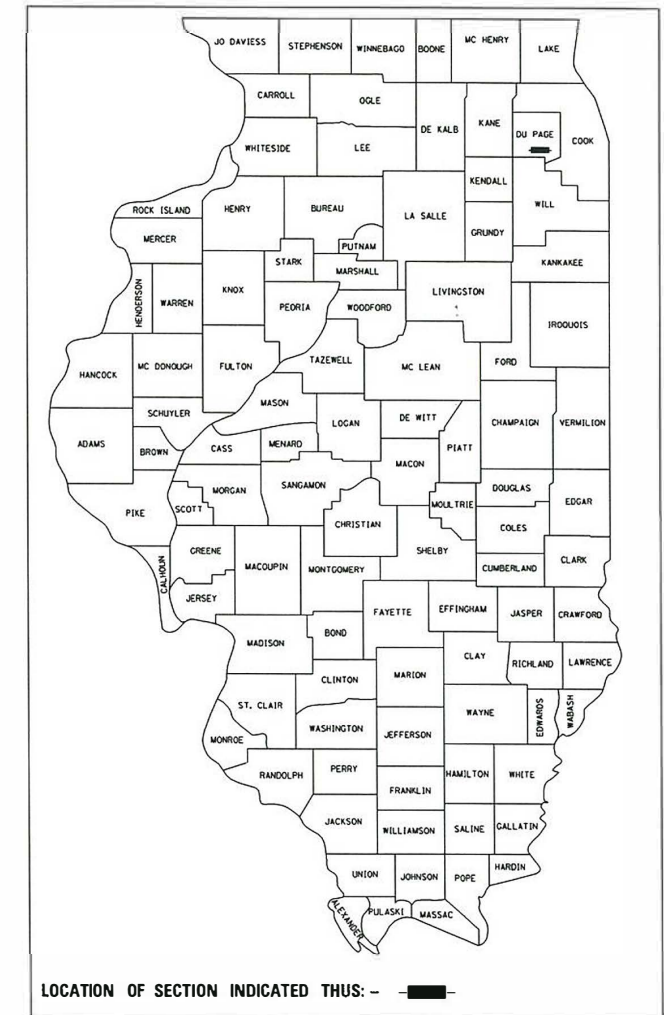 JO DAVIESS
STEPHENSON
WINNEBAGO
BOONE
MC HENRY
LAKE
CARROLL
OGLE
DE KALB
KANE
DU PAGE
COOK
WHITESIDE
LEE
KENDALL
ROCK ISLAND
HENRY
BUREAU
LA SALLE
WILL
MERCER
PUTNAM
GRUNDY
STARK
MARSHALL
KANKAKEE
HENDERSON
WARREN
KNOX
PEORIA
WOODFORD
LIVINGSTON
IROQUOIS
HANCOCK
MC DONOUGH
FULTON
TAZEWELL
MC LEAN
FORD
SCHUYLER
MASON
LOGAN
DE WITT
CHAMPAIGN
VERMILION
ADAMS
BROWN
CASS
MENARD
PIATT
MACON
MORGAN
SANGAMON
DOUGLAS
EDGAR
PIKE
SCOTT
CHRISTIAN
MOULTRIE
COLES
GREENE
MACOUPIN
MONTGOMERY
SHELBY
CUMBERLAND
CLARK
CALHOUN
JERSEY
FAYETTE
EFFINGHAM
JASPER
CRAWFORD
MADISON
BOND
CLAY
RICHLAND
LAWRENCE
CLINTON
MARION
ST. CLAIR
WAYNE
EDWARDS
WABASH
MONROE
WASHINGTON
JEFFERSON
RANDOLPH
PERRY
HAMILTON
WHITE
FRANKLIN
JACKSON
WILLIAMSON
SALINE
GALLATIN
UNION
JOHNSON
POPE
HARDIN
ALEXANDER
PULASKI
MASSAC
LOCATION OF SECTION INDICATED THUS: -